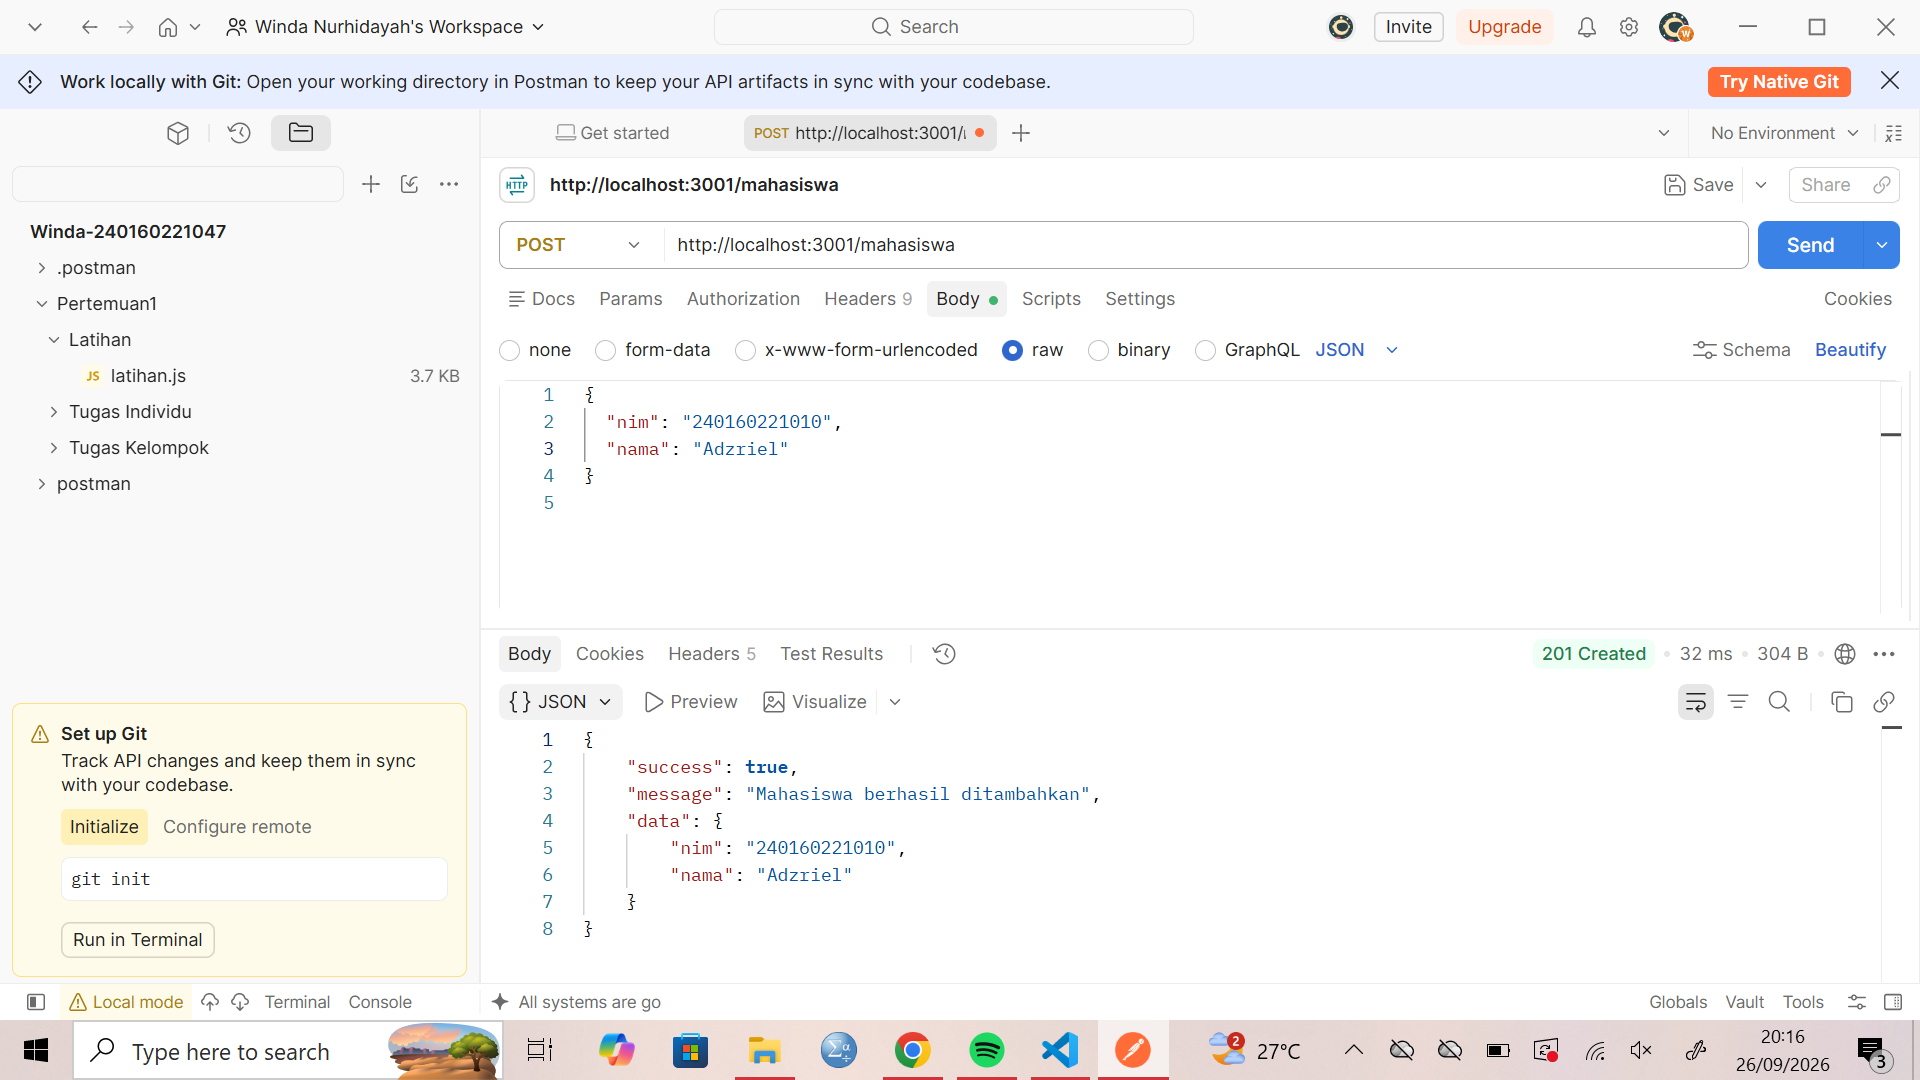 Winda Nurhidayah's Workspace
Search
Invite
Upgrade
W
Work locally with Git: Open your working directory in Postman to keep your API artifacts in sync with your codebase.
Try Native Git
Get started
POST http://localhost:3001/
No Environment
Winda-240160221047
.postman
Pertemuan1
Latihan
JS latihan.js 3.7 KB
Tugas Individu
Tugas Kelompok
postman
HTTP http://localhost:3001/mahasiswa
Save
Share
POST http://localhost:3001/mahasiswa
Send
Docs Params Authorization Headers 9 Body Scripts Settings Cookies
none form-data x-www-form-urlencoded raw binary GraphQL JSON Schema Beautify
1 {
2 "nim": "240160221010",
3 "nama": "Adzriel"
4 }
5
Body Cookies Headers 5 Test Results 201 Created 32 ms 304 B
{} JSON Preview Visualize
1 {
2 "success": true,
3 "message": "Mahasiswa berhasil ditambahkan",
4 "data": {
5 "nim": "240160221010",
6 "nama": "Adzriel"
7 }
8 }
Set up Git
Track API changes and keep them in sync
with your codebase.
Initialize Configure remote
git init
Run in Terminal
Local mode Terminal Console All systems are go Globals Vault Tools
Type here to search
2
27°C
20:16
26/09/2026
3